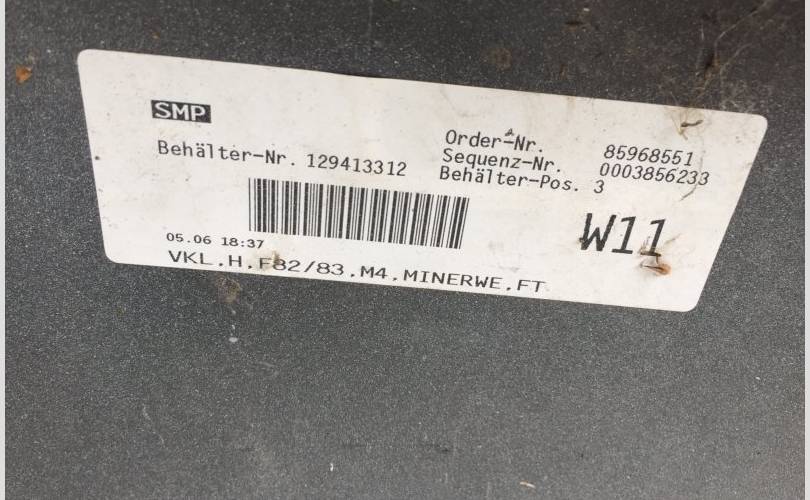 SMP
Order-Nr. 85968551
Behälter-Nr. 129413312 Sequenz-Nr. 0003856233
Behälter-Pos. 3
W11
05.06 18:37
VKL.H.F82/83.M4.MINERWE.FT